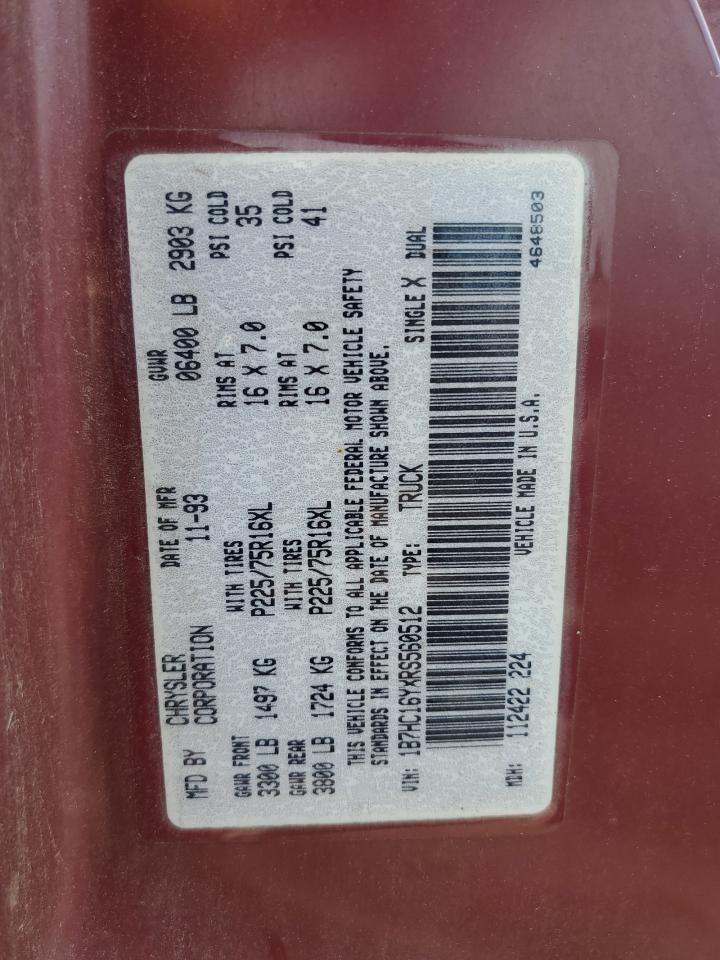 MFD BY CHRYSLER CORPORATION DATE OF MFR 11-93 GVWR 06400 LB 2903 KG
GAWR FRONT WITH TIRES RIMS AT PSI COLD
3300 LB 1497 KG P225/75R16XL 16 X 7.0 35
GAWR REAR WITH TIRES RIMS AT PSI COLD
3800 LB 1724 KG P225/75R16XL 16 X 7.0 41
THIS VEHICLE CONFORMS TO ALL APPLICABLE FEDERAL MOTOR VEHICLE SAFETY
STANDARDS IN EFFECT ON THE DATE OF MANUFACTURE SHOWN ABOVE.
VIN: 1B7HC16YXRS560512 TYPE: TRUCK SINGLE X DUAL
MDH: 112422 224 VEHICLE MADE IN U.S.A. 4648503